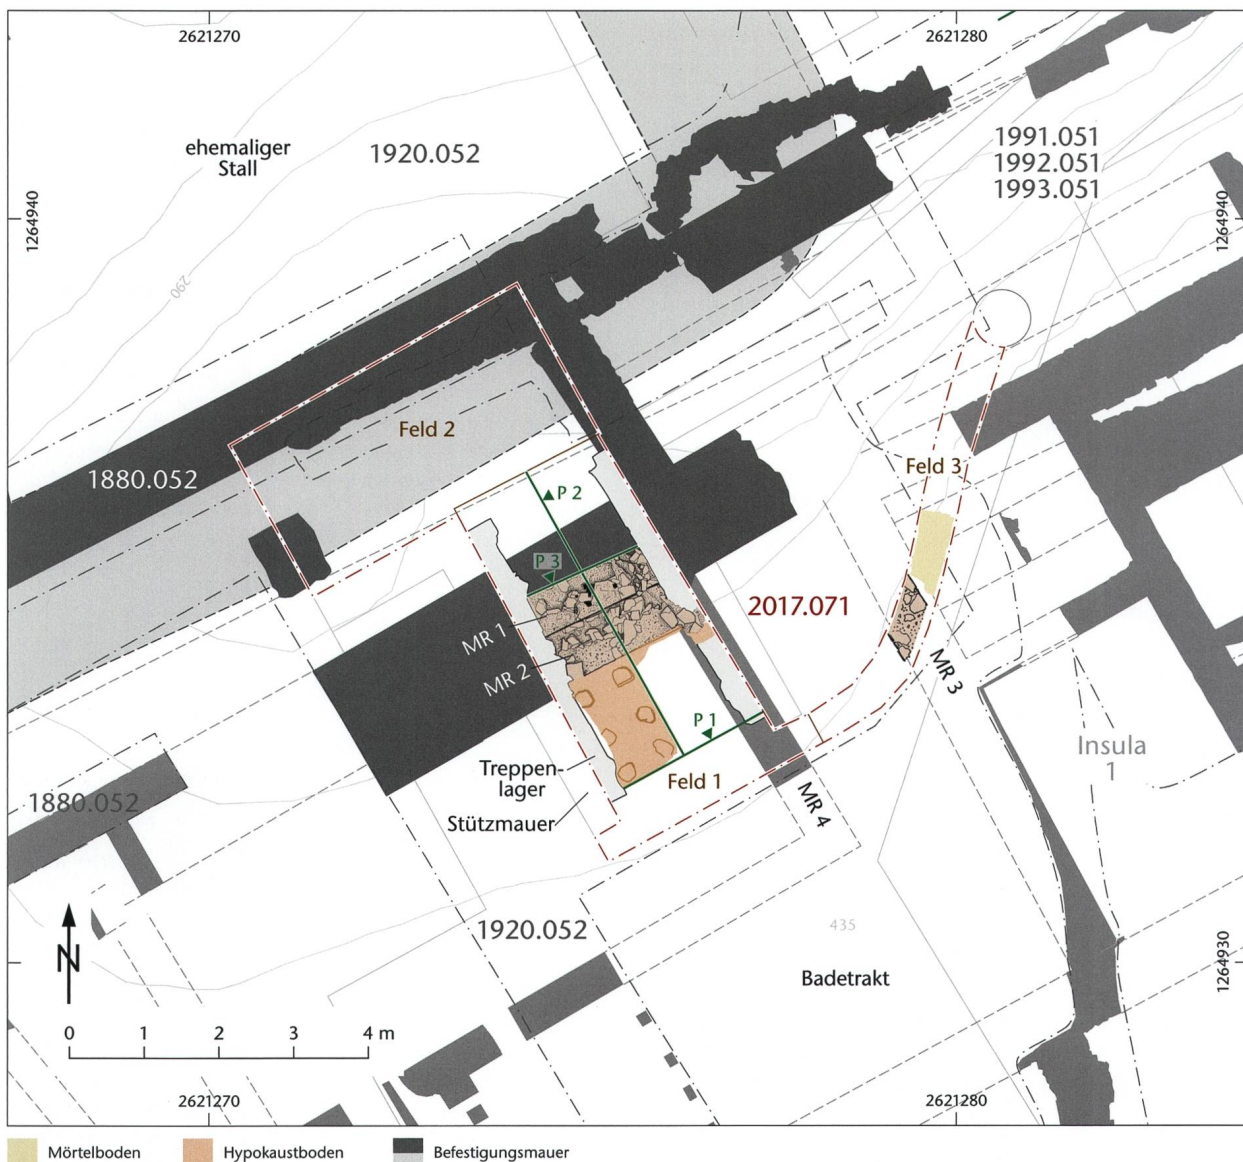 2621270
2621280
ehemaliger
Stall
1920.052
1991.051
1992.051
1993.051
1264940
1264940
290
Feld 2
1880.052
Feld 3
P 2
P 3
2017.071
MR 1
MR 2
MR 3
P 1
Insula
1
Treppen-
lager
Feld 1
1880.052
Stützmauer
MR 4
1920.052
435
N
1264930
Badetrakt
0 1 2 3 4 m
2621270
2621280
Mörtelboden
Hypokaustboden
Befestigungsmauer